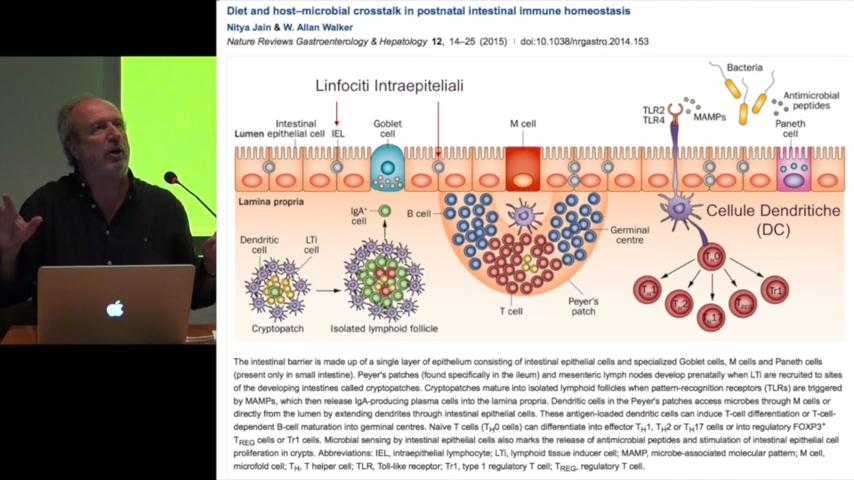 Diet and host–microbial crosstalk in postnatal intestinal immune homeostasis
Nitya Jain & W. Allan Walker
Nature Reviews Gastroenterology & Hepatology 12, 14–25 (2015) | doi:10.1038/nrgastro.2014.153
Linfociti Intraepiteliali
Bacteria
TLR2
TLR4
MAMPs
Antimicrobial
peptides
Lumen
Intestinal
epithelial cell
IEL
Goblet
cell
M cell
Paneth
cell
Lamina propria
IgA+
cell
B cell
Germinal
centre
Cellule Dendritiche
(DC)
Dendritic
cell
LTi
cell
TH0
TH1
TH2
TH17
TREG
Tr1
T cell
Peyer's
patch
Cryptopatch
Isolated lymphoid follicle
The intestinal barrier is made up of a single layer of epithelium consisting of intestinal epithelial cells and specialized Goblet cells, M cells and Paneth cells
(present only in small intestine). Peyer's patches (found specifically in the ileum) and mesenteric lymph nodes develop prenatally when LTi are recruited to sites
of the developing intestines called cryptopatches. Cryptopatches mature into isolated lymphoid follicles when pattern-recognition receptors (TLRs) are triggered
by MAMPs, which then release IgA-producing plasma cells into the lamina propria. Dendritic cells in the Peyer's patches access microbes through M cells or
directly from the lumen by extending dendrites through intestinal epithelial cells. These antigen-loaded dendritic cells can induce T-cell differentiation or T-cell-
dependent B-cell maturation into germinal centres. Naive T cells (TH0 cells) can differentiate into effector TH1, TH2 or TH17 cells or into regulatory FOXP3+
TREG cells or Tr1 cells. Microbial sensing by intestinal epithelial cells also marks the release of antimicrobial peptides and stimulation of intestinal epithelial cell
proliferation in crypts. Abbreviations: IEL, intraepithelial lymphocyte; LTi, lymphoid tissue inducer cell; MAMP, microbe-associated molecular pattern; M cell,
microfold cell; TH, T helper cell; TLR, Toll-like receptor; Tr1, type 1 regulatory T cell; TREG, regulatory T cell.